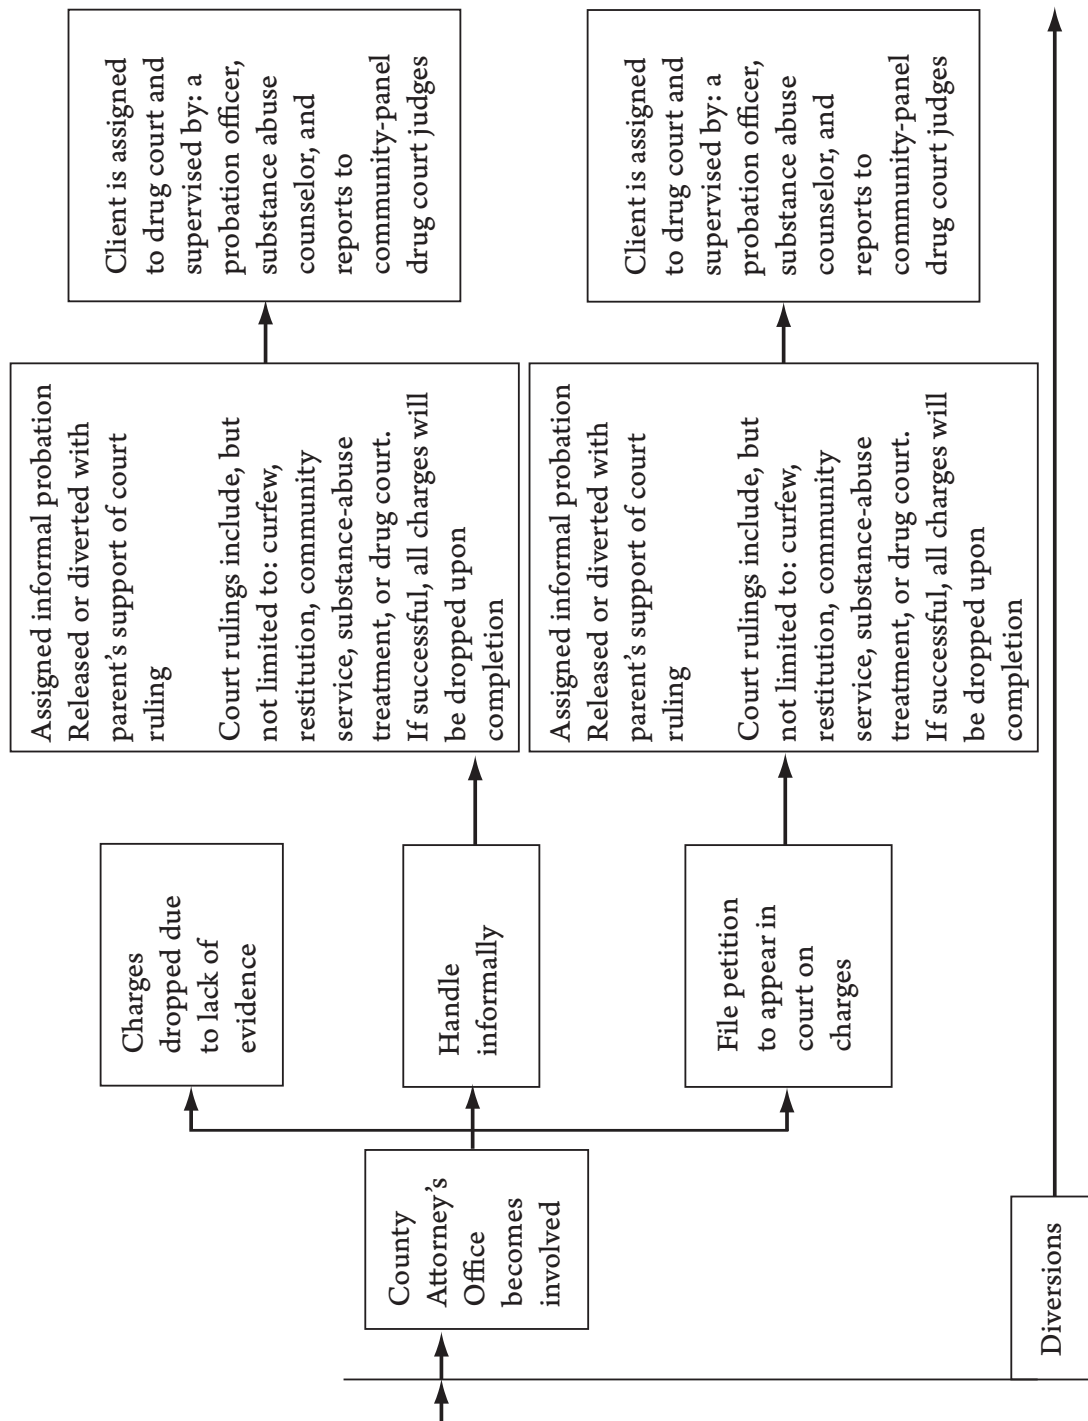 County
Attorney's
Office
becomes
involved
Charges
dropped due
to lack of
evidence
Handle
informally
File petition
to appear in
court on
charges
Assigned informal probation
Released or diverted with
parent's support of court
ruling
Court rulings include, but
not limited to: curfew,
restitution, community
service, substance-abuse
treatment, or drug court.
If successful, all charges will
be dropped upon
completion
Assigned informal probation
Released or diverted with
parent's support of court
ruling
Court rulings include, but
not limited to: curfew,
restitution, community
service, substance-abuse
treatment, or drug court.
If successful, all charges will
be dropped upon
completion
Client is assigned
to drug court and
supervised by: a
probation officer,
substance abuse
counselor, and
reports to
community-panel
drug court judges
Client is assigned
to drug court and
supervised by: a
probation officer,
substance abuse
counselor, and
reports to
community-panel
drug court judges
Diversions